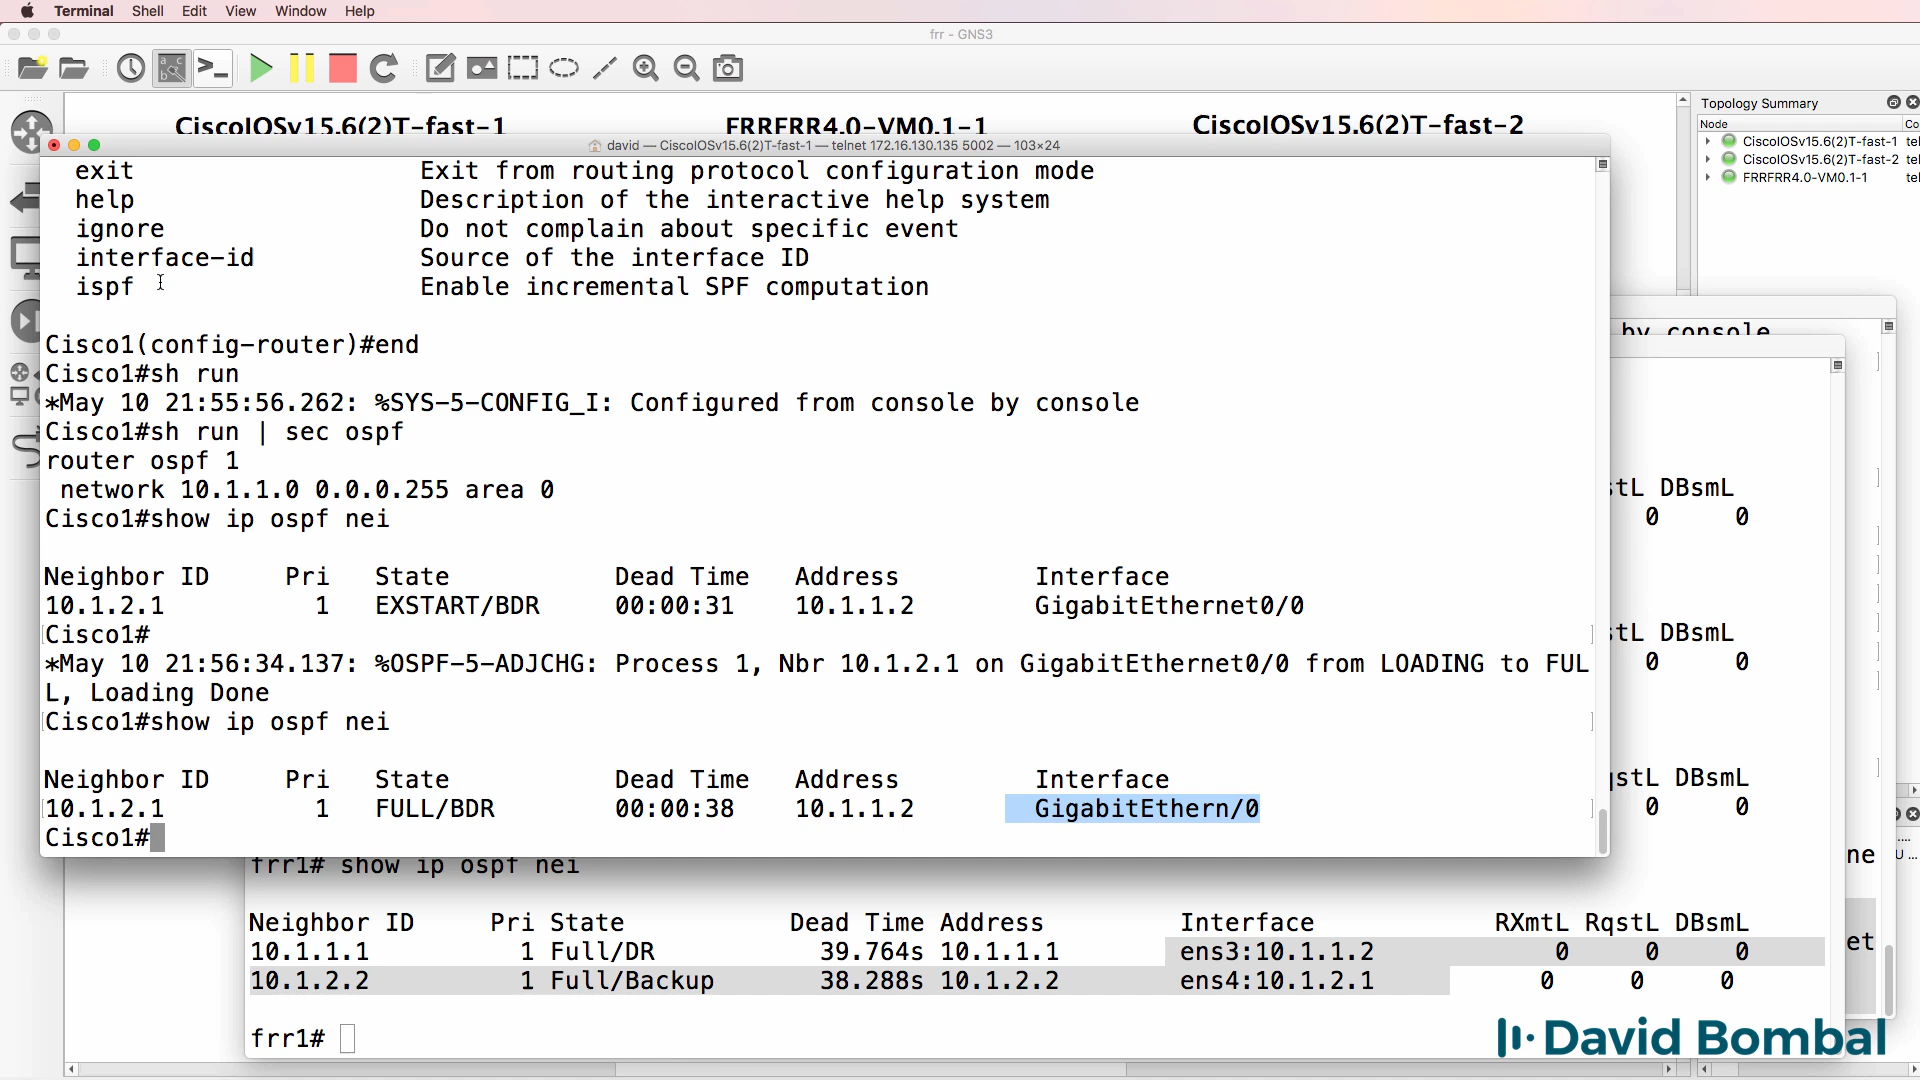 Terminal Shell Edit View Window Help
frr - GNS3
CiscoIOSv15.6(2)T-fast-1 FRRFRR4.0-VM0.1-1 CiscoIOSv15.6(2)T-fast-2
Topology Summary
Node Co
CiscoIOSv15.6(2)T-fast-1 tel
CiscoIOSv15.6(2)T-fast-2 tel
FRRFRR4.0-VM0.1-1 tel
david — CiscoIOSv15.6(2)T-fast-1 — telnet 172.16.130.135 5002 — 103×24
exit Exit from routing protocol configuration mode
help Description of the interactive help system
ignore Do not complain about specific event
interface-id Source of the interface ID
ispf Enable incremental SPF computation
Cisco1(config-router)#end
Cisco1#sh run
*May 10 21:55:56.262: %SYS-5-CONFIG_I: Configured from console by console
Cisco1#sh run | sec ospf
router ospf 1
network 10.1.1.0 0.0.0.255 area 0
Cisco1#show ip ospf nei
Neighbor ID Pri State Dead Time Address Interface
10.1.2.1 1 EXSTART/BDR 00:00:31 10.1.1.2 GigabitEthernet0/0
Cisco1#
*May 10 21:56:34.137: %OSPF-5-ADJCHG: Process 1, Nbr 10.1.2.1 on GigabitEthernet0/0 from LOADING to FUL
L, Loading Done
Cisco1#show ip ospf nei
Neighbor ID Pri State Dead Time Address Interface
10.1.2.1 1 FULL/BDR 00:00:38 10.1.1.2 GigabitEthern/0
Cisco1#
by console
stL DBsmL
0 0
stL DBsmL
0 0
qstL DBsmL
0 0
ne
U ...
et
frr1# show ip ospf nei
Neighbor ID Pri State Dead Time Address Interface RXmtL RqstL DBsmL
10.1.1.1 1 Full/DR 39.764s 10.1.1.1 ens3:10.1.1.2 0 0 0
10.1.2.2 1 Full/Backup 38.288s 10.1.2.2 ens4:10.1.2.1 0 0 0
frr1#
David Bombal